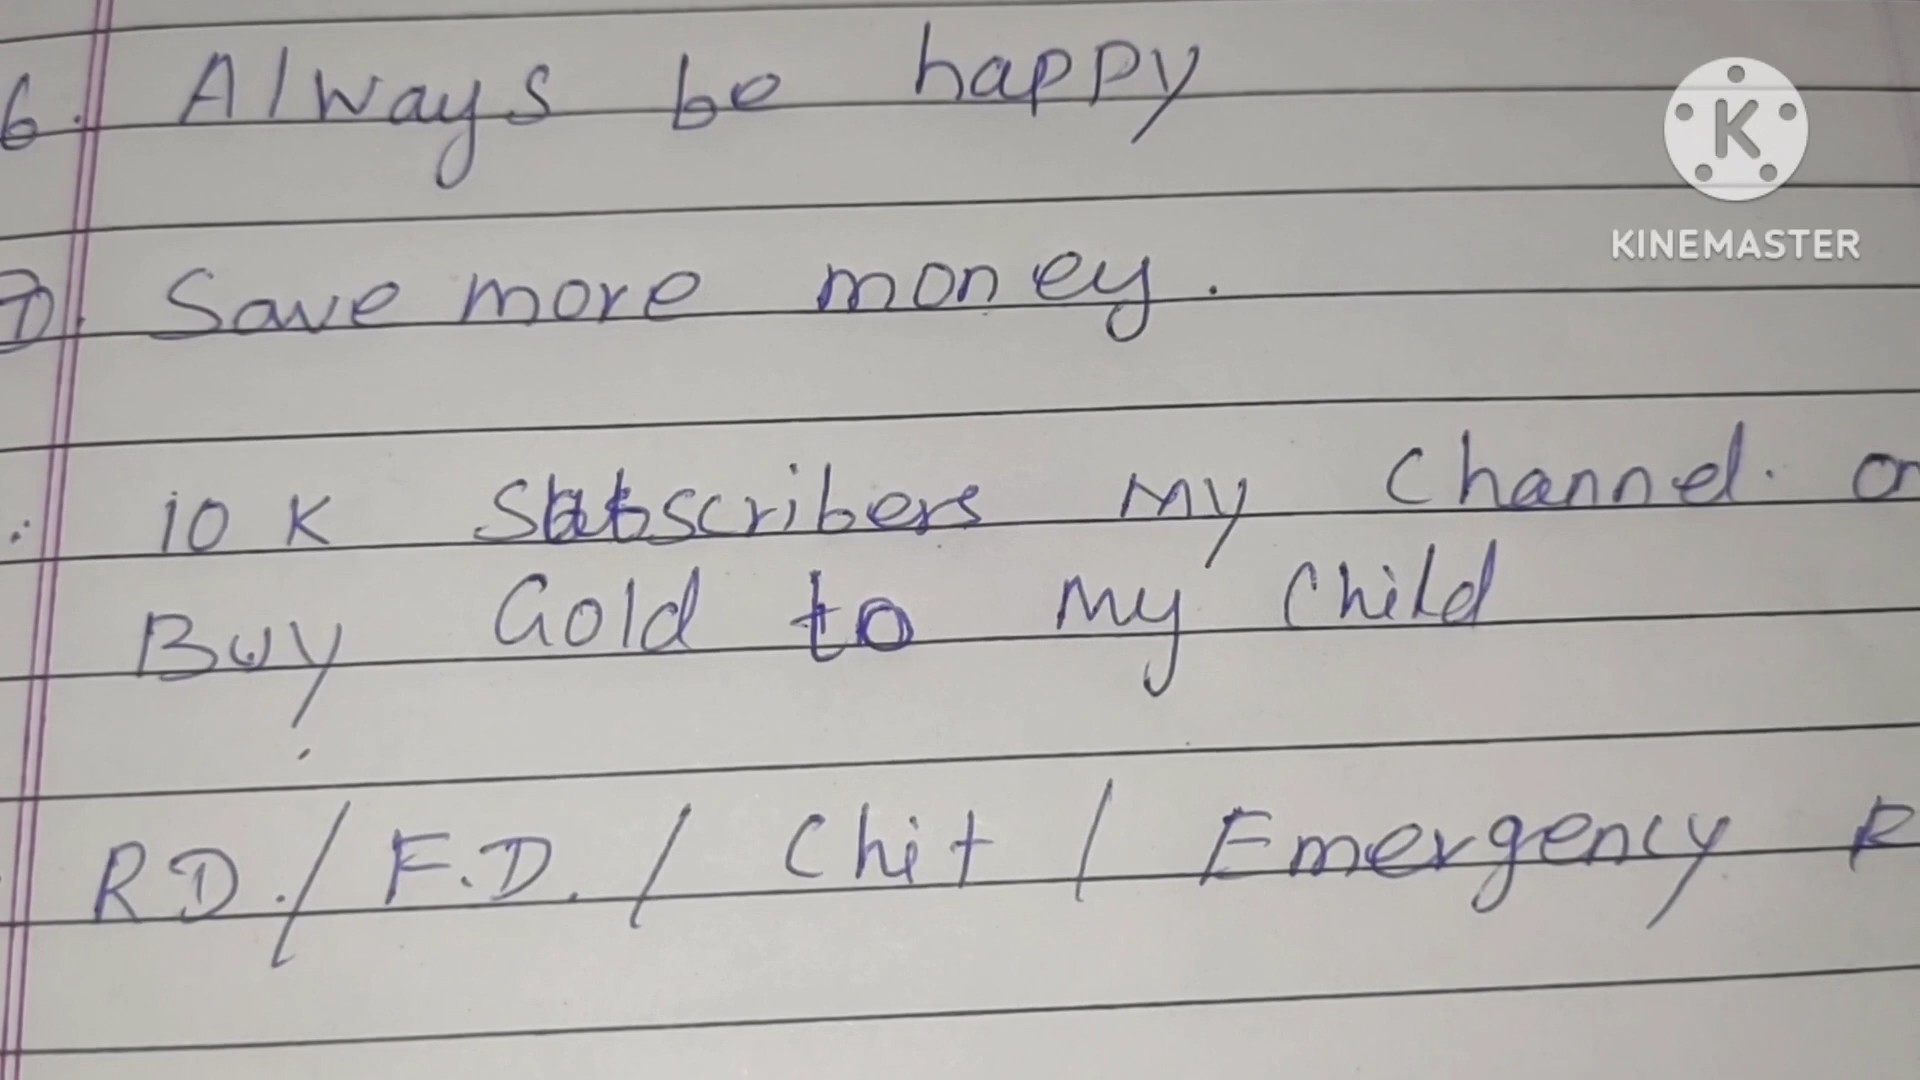 6. Always be happy
7. Save more money.
10 K Subscribers my channel. on
Buy Gold to my child
RD./F.D./ Chit / Emergency
K
KINEMASTER